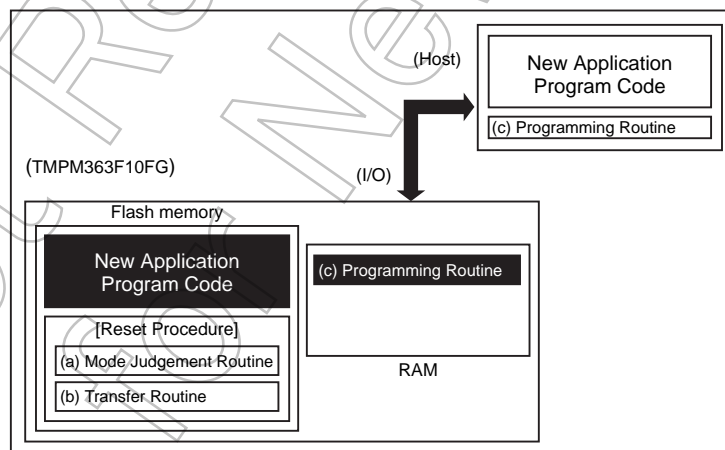 (Host)
New Application
Program Code
(c) Programming Routine
(TMPM363F10FG)
(I/O)
Flash memory
New Application
Program Code
[Reset Procedure]
(a) Mode Judgement Routine
(b) Transfer Routine
(c) Programming Routine
RAM